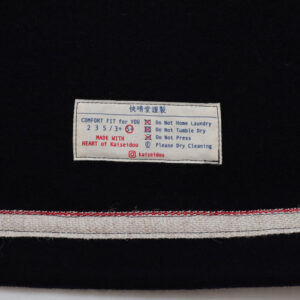 快晴堂謹製
COMFORT FIT for YOU
2 3 5 / 3+ 5+
MADE WITH
HEART of Kaiseidou
Do Not Home Laundry
Do Not Tumble Dry
Do Not Press
Please Dry Cleaning
kaiseidou